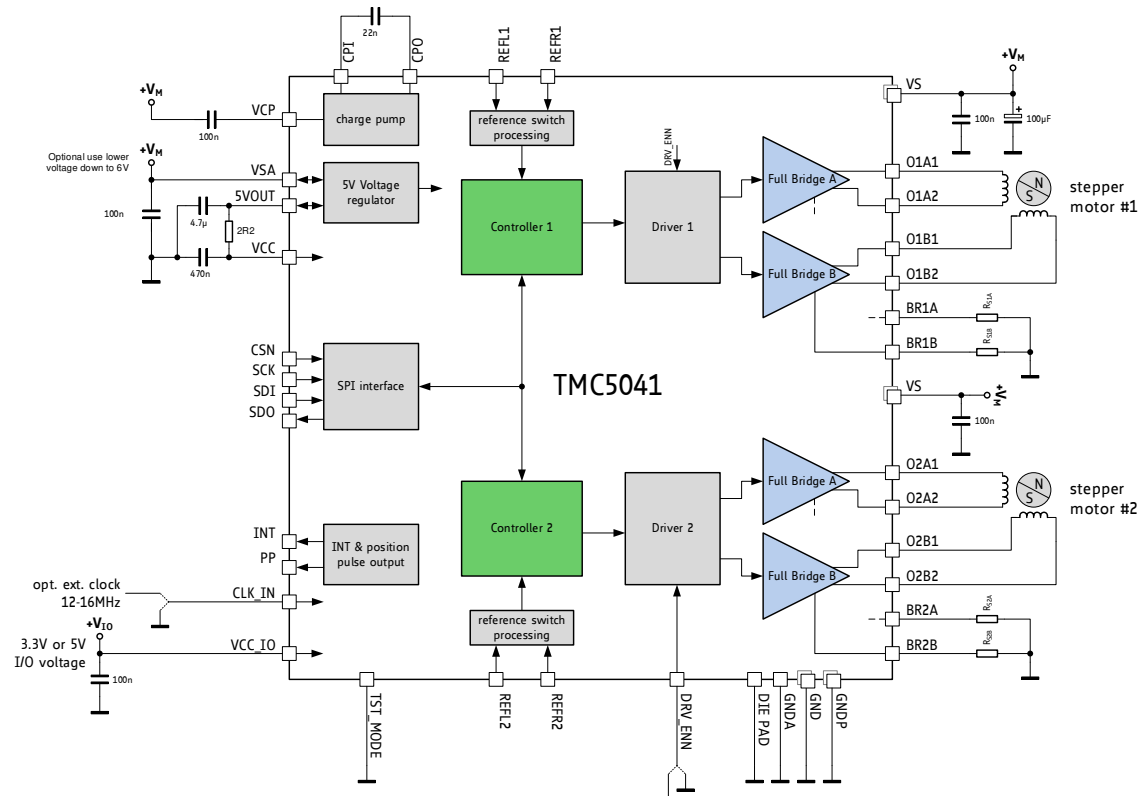 22n
CPI
CPO
REFL1
REFR1
+VM
VCP
100n
charge pump
reference switch
processing
VS
+VM
100n
100µF
+
Optional use lower
voltage down to 6V
+VM
VSA
5VOUT
5V Voltage
regulator
100n
4.7µ
2R2
470n
VCC
Controller 1
DRV_ENN
Driver 1
Full Bridge A
Full Bridge B
O1A1
O1A2
O1B1
O1B2
N
S
stepper
motor #1
BR1A
RS1A
BR1B
RS1B
CSN
SCK
SDI
SDO
SPI interface
TMC5041
VS
+VM
100n
Controller 2
Driver 2
Full Bridge A
Full Bridge B
O2A1
O2A2
O2B1
O2B2
N
S
stepper
motor #2
BR2A
RS2A
BR2B
RS2B
INT
PP
INT & position
pulse output
opt. ext. clock
12-16MHz
CLK_IN
+VIO
3.3V or 5V
I/O voltage
VCC_IO
100n
reference switch
processing
TST_MODE
REFL2
REFR2
DRV_ENN
DIE PAD
GNDA
GND
GNDP